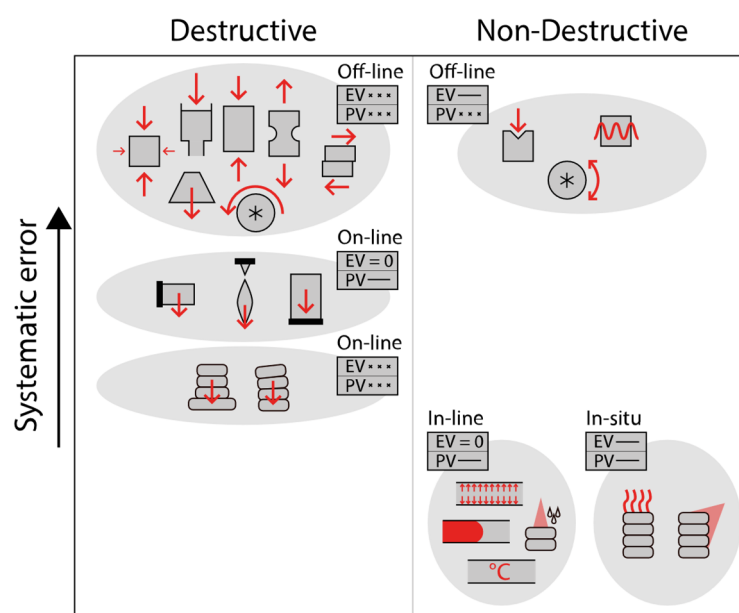 Destructive
Non-Destructive
Off-line
EV × × ×
PV × × ×
Off-line
EV —
PV × × ×
On-line
EV = 0
PV —
On-line
EV × × ×
PV × × ×
Systematic error
In-line
EV = 0
PV —
In-situ
EV —
PV —
°C